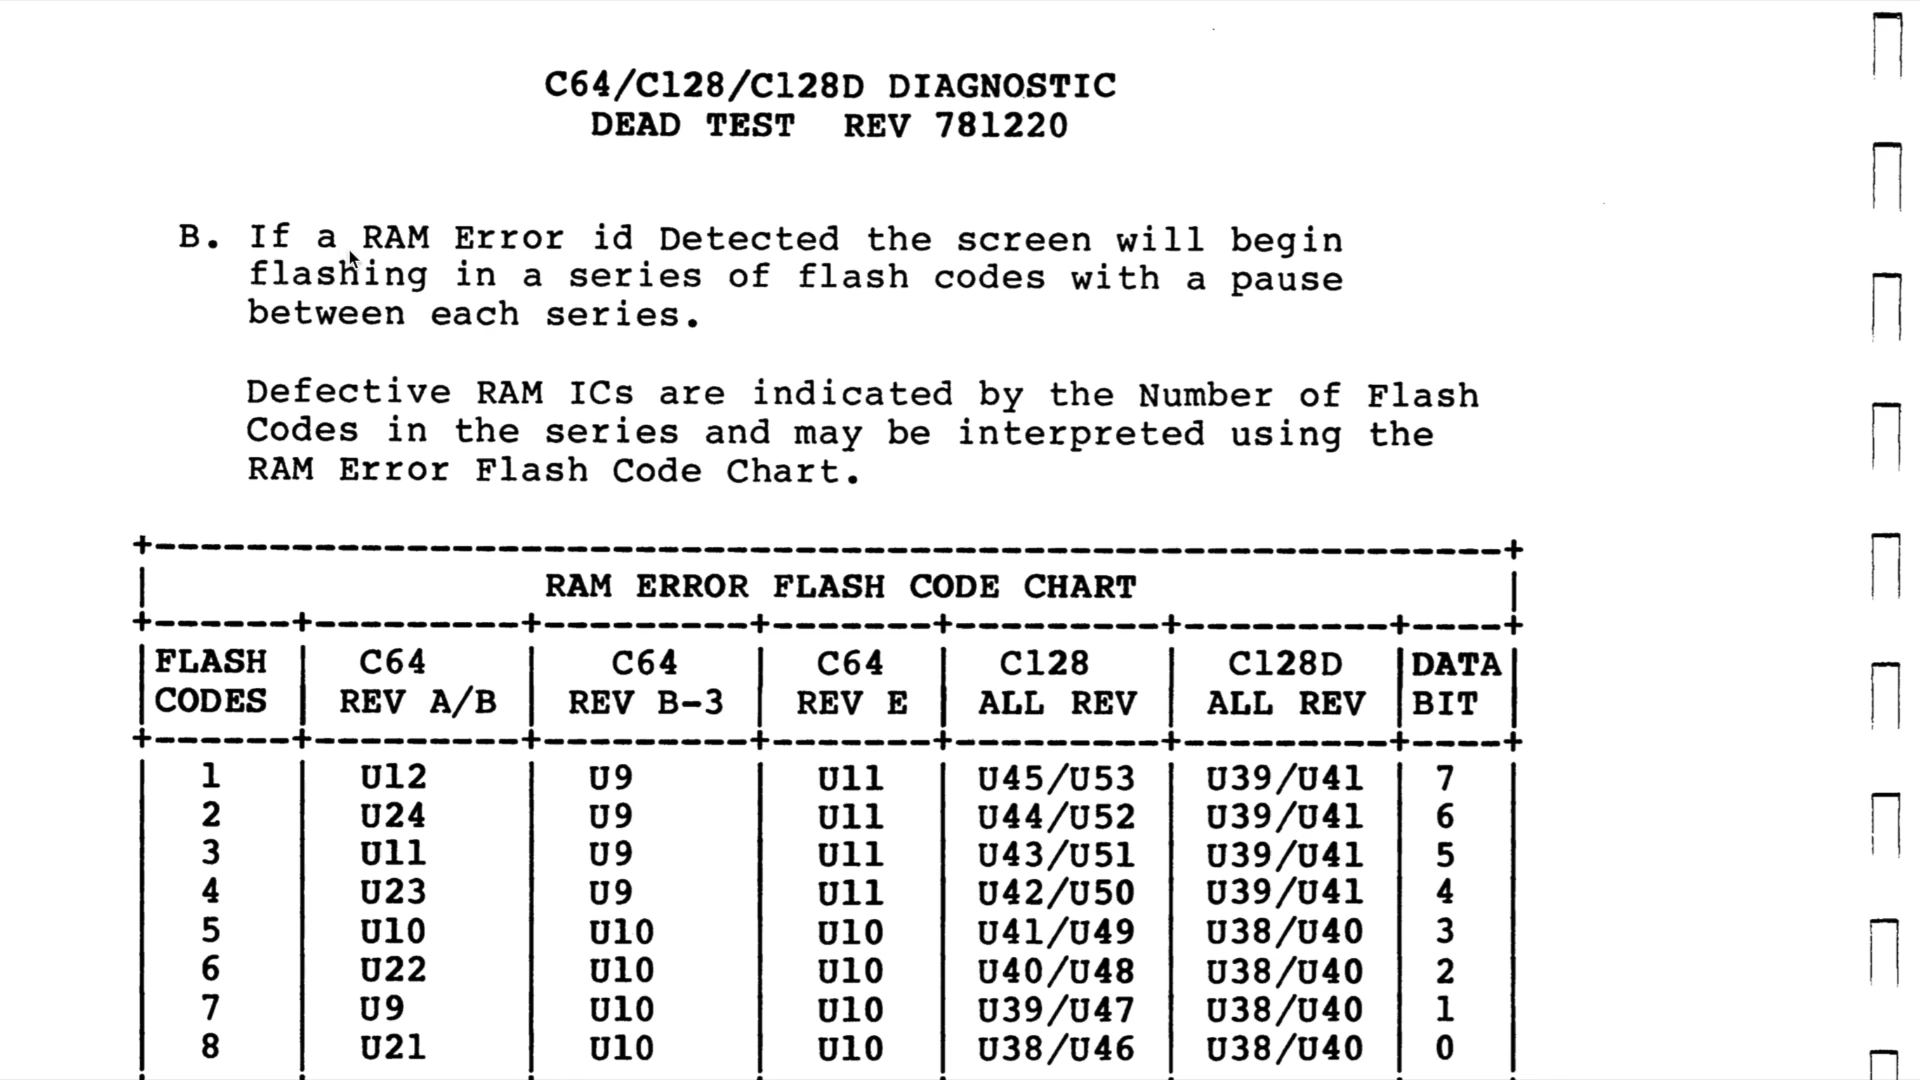 C64/C128/C128D DIAGNOSTIC
DEAD TEST REV 781220
B. If a RAM Error id Detected the screen will begin
flashing in a series of flash codes with a pause
between each series.
Defective RAM ICs are indicated by the Number of Flash
Codes in the series and may be interpreted using the
RAM Error Flash Code Chart.
RAM ERROR FLASH CODE CHART
FLASH C64 C64 C64 C128 C128D DATA
CODES REV A/B REV B-3 REV E ALL REV ALL REV BIT
1 U12 U9 U11 U45/U53 U39/U41 7
2 U24 U9 U11 U44/U52 U39/U41 6
3 U11 U9 U11 U43/U51 U39/U41 5
4 U23 U9 U11 U42/U50 U39/U41 4
5 U10 U10 U10 U41/U49 U38/U40 3
6 U22 U10 U10 U40/U48 U38/U40 2
7 U9 U10 U10 U39/U47 U38/U40 1
8 U21 U10 U10 U38/U46 U38/U40 0